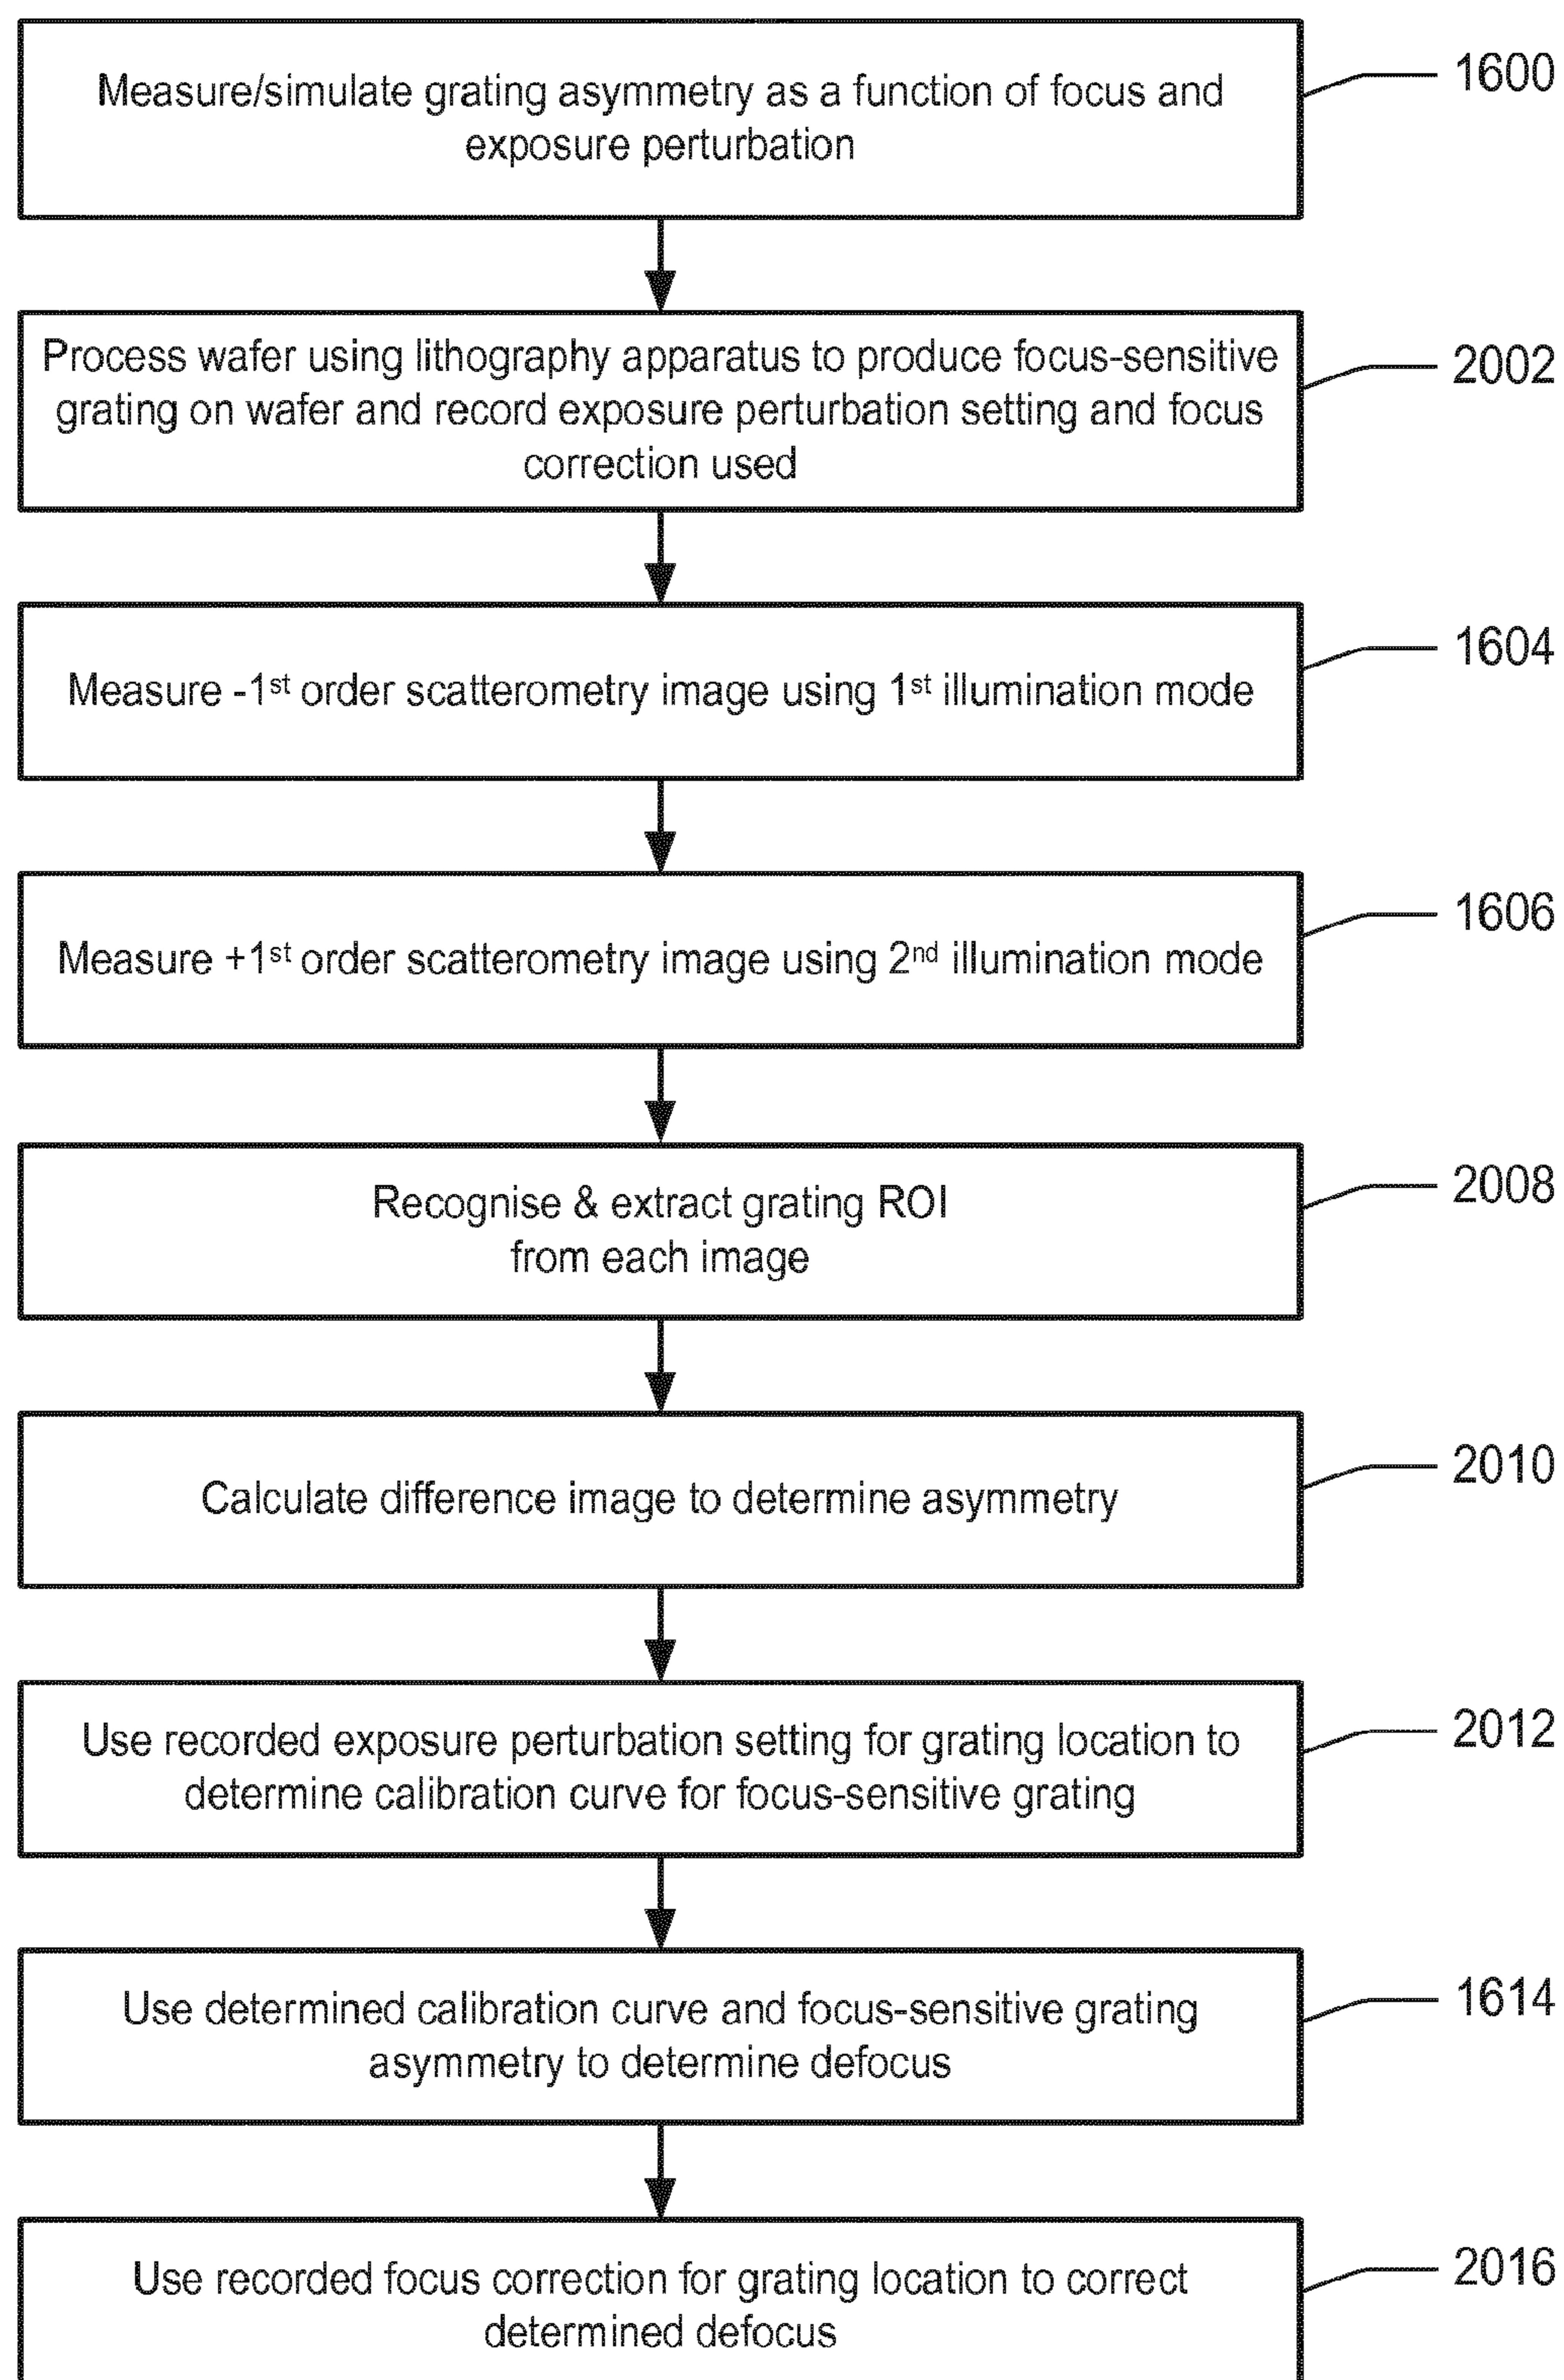 Measure/simulate grating asymmetry as a function of focus and
exposure perturbation
1600
Process wafer using lithography apparatus to produce focus-sensitive
grating on wafer and record exposure perturbation setting and focus
correction used
2002
Measure -1st order scatterometry image using 1st illumination mode
1604
Measure +1st order scatterometry image using 2nd illumination mode
1606
Recognise & extract grating ROI
from each image
2008
Calculate difference image to determine asymmetry
2010
Use recorded exposure perturbation setting for grating location to
determine calibration curve for focus-sensitive grating
2012
Use determined calibration curve and focus-sensitive grating
asymmetry to determine defocus
1614
Use recorded focus correction for grating location to correct
determined defocus
2016